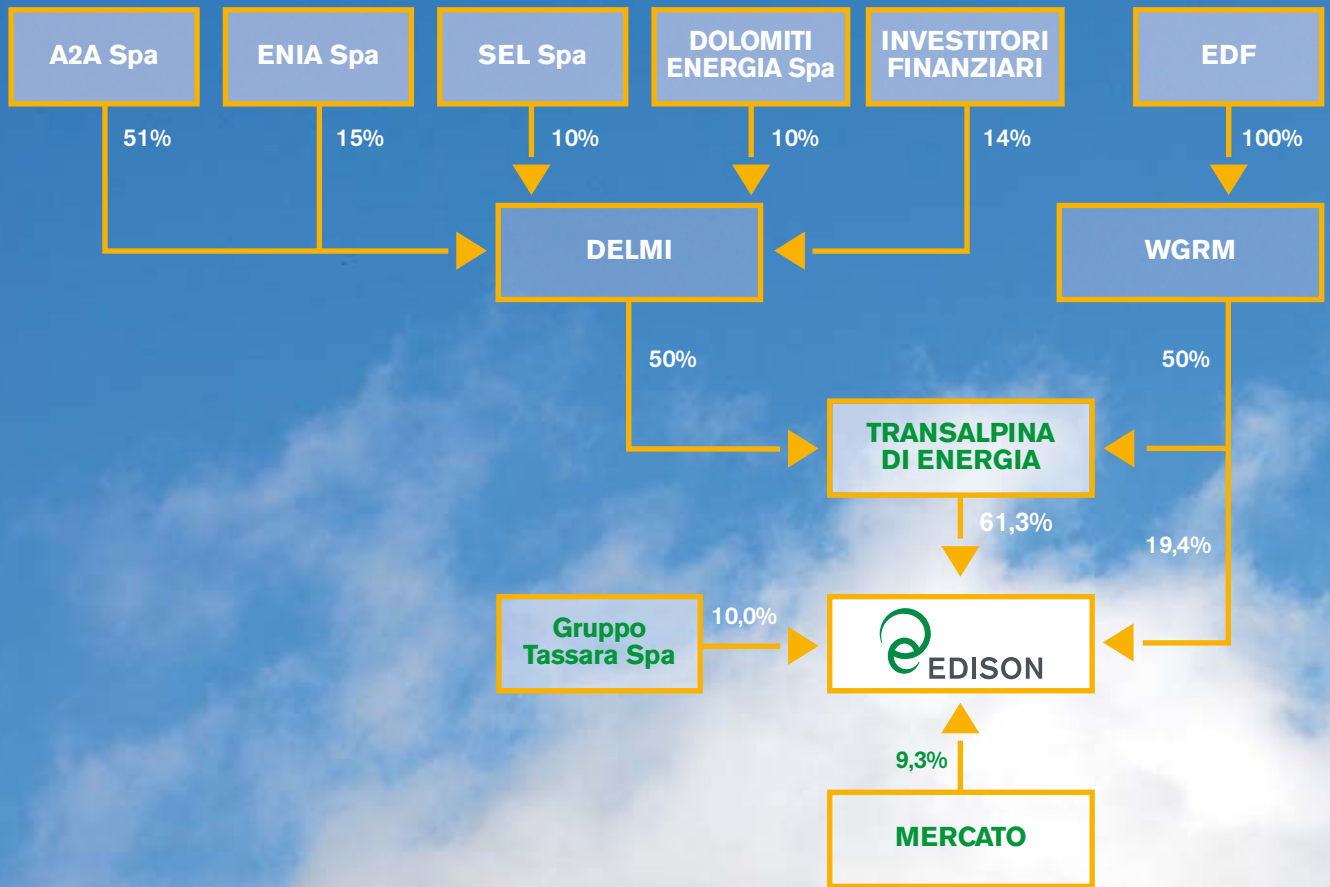 A2A Spa
ENIA Spa
SEL Spa
DOLOMITI
ENERGIA Spa
INVESTITORI
FINANZIARI
EDF
51%
15%
10%
10%
14%
100%
DELMI
WGRM
50%
50%
TRANSALPINA
DI ENERGIA
61,3%
19,4%
Gruppo
Tassara Spa
10,0%
EDISON
9,3%
MERCATO